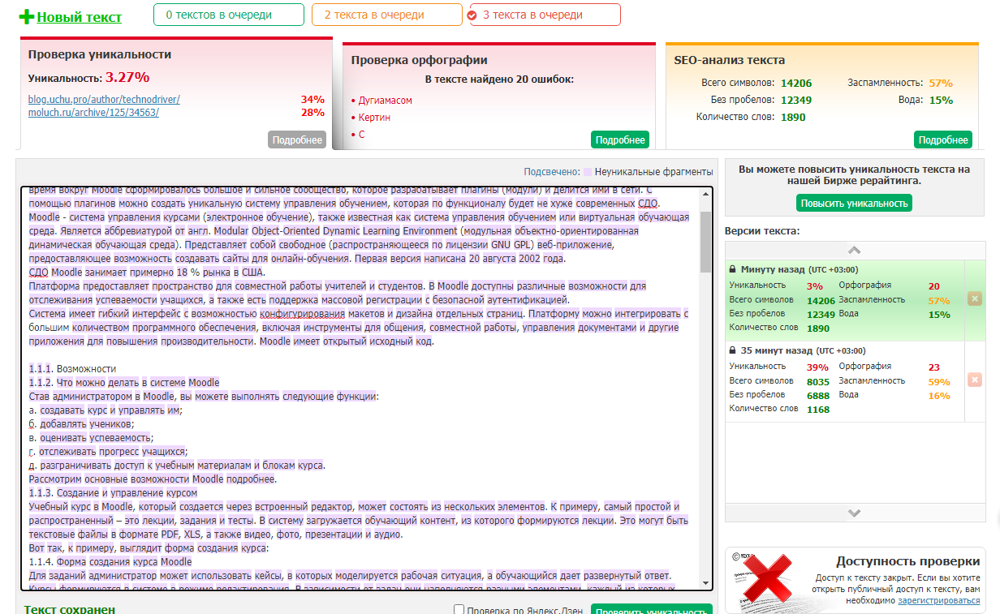 Новый текст
0 текстов в очереди
2 текста в очереди
3 текста в очереди
Проверка уникальности
Уникальность: 3.27%
blog.uchu.pro/author/technodriver/ 34%
moluch.ru/archive/125/34563/ 28%
Подробнее
Проверка орфографии
В тексте найдено 20 ошибок:
• Дугиамасом
• Кертин
• С
Подробнее
SEO-анализ текста
Всего символов: 14206 Заспамленность: 57%
Без пробелов: 12349 Вода: 15%
Количество слов: 1890
Подробнее
Подсвечено: Неуникальные фрагменты
время вокруг Moodle сформировалось большое и сильное сообщество, которое разрабатывает плагины (модули) и делится ими в сети. С
помощью плагинов можно создать уникальную систему управления обучением, которая по функционалу будет не хуже современных СДО.
Moodle - система управления курсами (электронное обучение), также известная как система управления обучением или виртуальная обучающая
среда. Является аббревиатурой от англ. Modular Object-Oriented Dynamic Learning Environment (модульная объектно-ориентированная
динамическая обучающая среда). Представляет собой свободное (распространяющееся по лицензии GNU GPL) веб-приложение,
предоставляющее возможность создавать сайты для онлайн-обучения. Первая версия написана 20 августа 2002 года.
СДО Moodle занимает примерно 18 % рынка в США.
Платформа предоставляет пространство для совместной работы учителей и студентов. В Moodle доступны различные возможности для
отслеживания успеваемости учащихся, а также есть поддержка массовой регистрации с безопасной аутентификацией.
Система имеет гибкий интерфейс с возможностью конфигурирования макетов и дизайна отдельных страниц. Платформу можно интегрировать с
большим количеством программного обеспечения, включая инструменты для общения, совместной работы, управления документами и другие
приложения для повышения производительности. Moodle имеет открытый исходный код.
1.1.1. Возможности
1.1.2. Что можно делать в системе Moodle
Став администратором в Moodle, вы можете выполнять следующие функции:
а. создавать курс и управлять им;
б. добавлять учеников;
в. оценивать успеваемость;
г. отслеживать прогресс учащихся;
д. разграничивать доступ к учебным материалам и блокам курса.
Рассмотрим основные возможности Moodle подробнее.
1.1.3. Создание и управление курсом
Учебный курс в Moodle, который создается через встроенный редактор, может состоять из нескольких элементов. К примеру, самый простой и
распространенный – это лекции, задания и тесты. В систему загружается обучающий контент, из которого формируются лекции. Это могут быть
текстовые файлы в формате PDF, XLS, а также видео, фото, презентации и аудио.
Вот так, к примеру, выглядит форма создания курса:
1.1.4. Форма создания курса Moodle
Для заданий администратор может использовать кейсы, в которых моделируется рабочая ситуация, а обучающийся дает развернутый ответ.
Курсы формируются в системе в режиме редактирования. В зависимости от задач они наполняются разными элементами, каждый из которых
Текст сохранен
Проверка по Яндекс.Дзен
Проверить уникальность
Вы можете повысить уникальность текста на
нашей Бирже рерайтинга.
Повысить уникальность
Версии текста:
Минуту назад (UTC +03:00)
Уникальность 3% Орфография 20
Всего символов 14206 Заспамленность 57%
Без пробелов 12349 Вода 15%
Количество слов 1890
35 минут назад (UTC +03:00)
Уникальность 39% Орфография 23
Всего символов 8035 Заспамленность 59%
Без пробелов 6888 Вода 16%
Количество слов 1168
Доступность проверки
Доступ к тексту закрыт. Если вы хотите
открыть публичный доступ к тексту, вам
необходимо зарегистрироваться